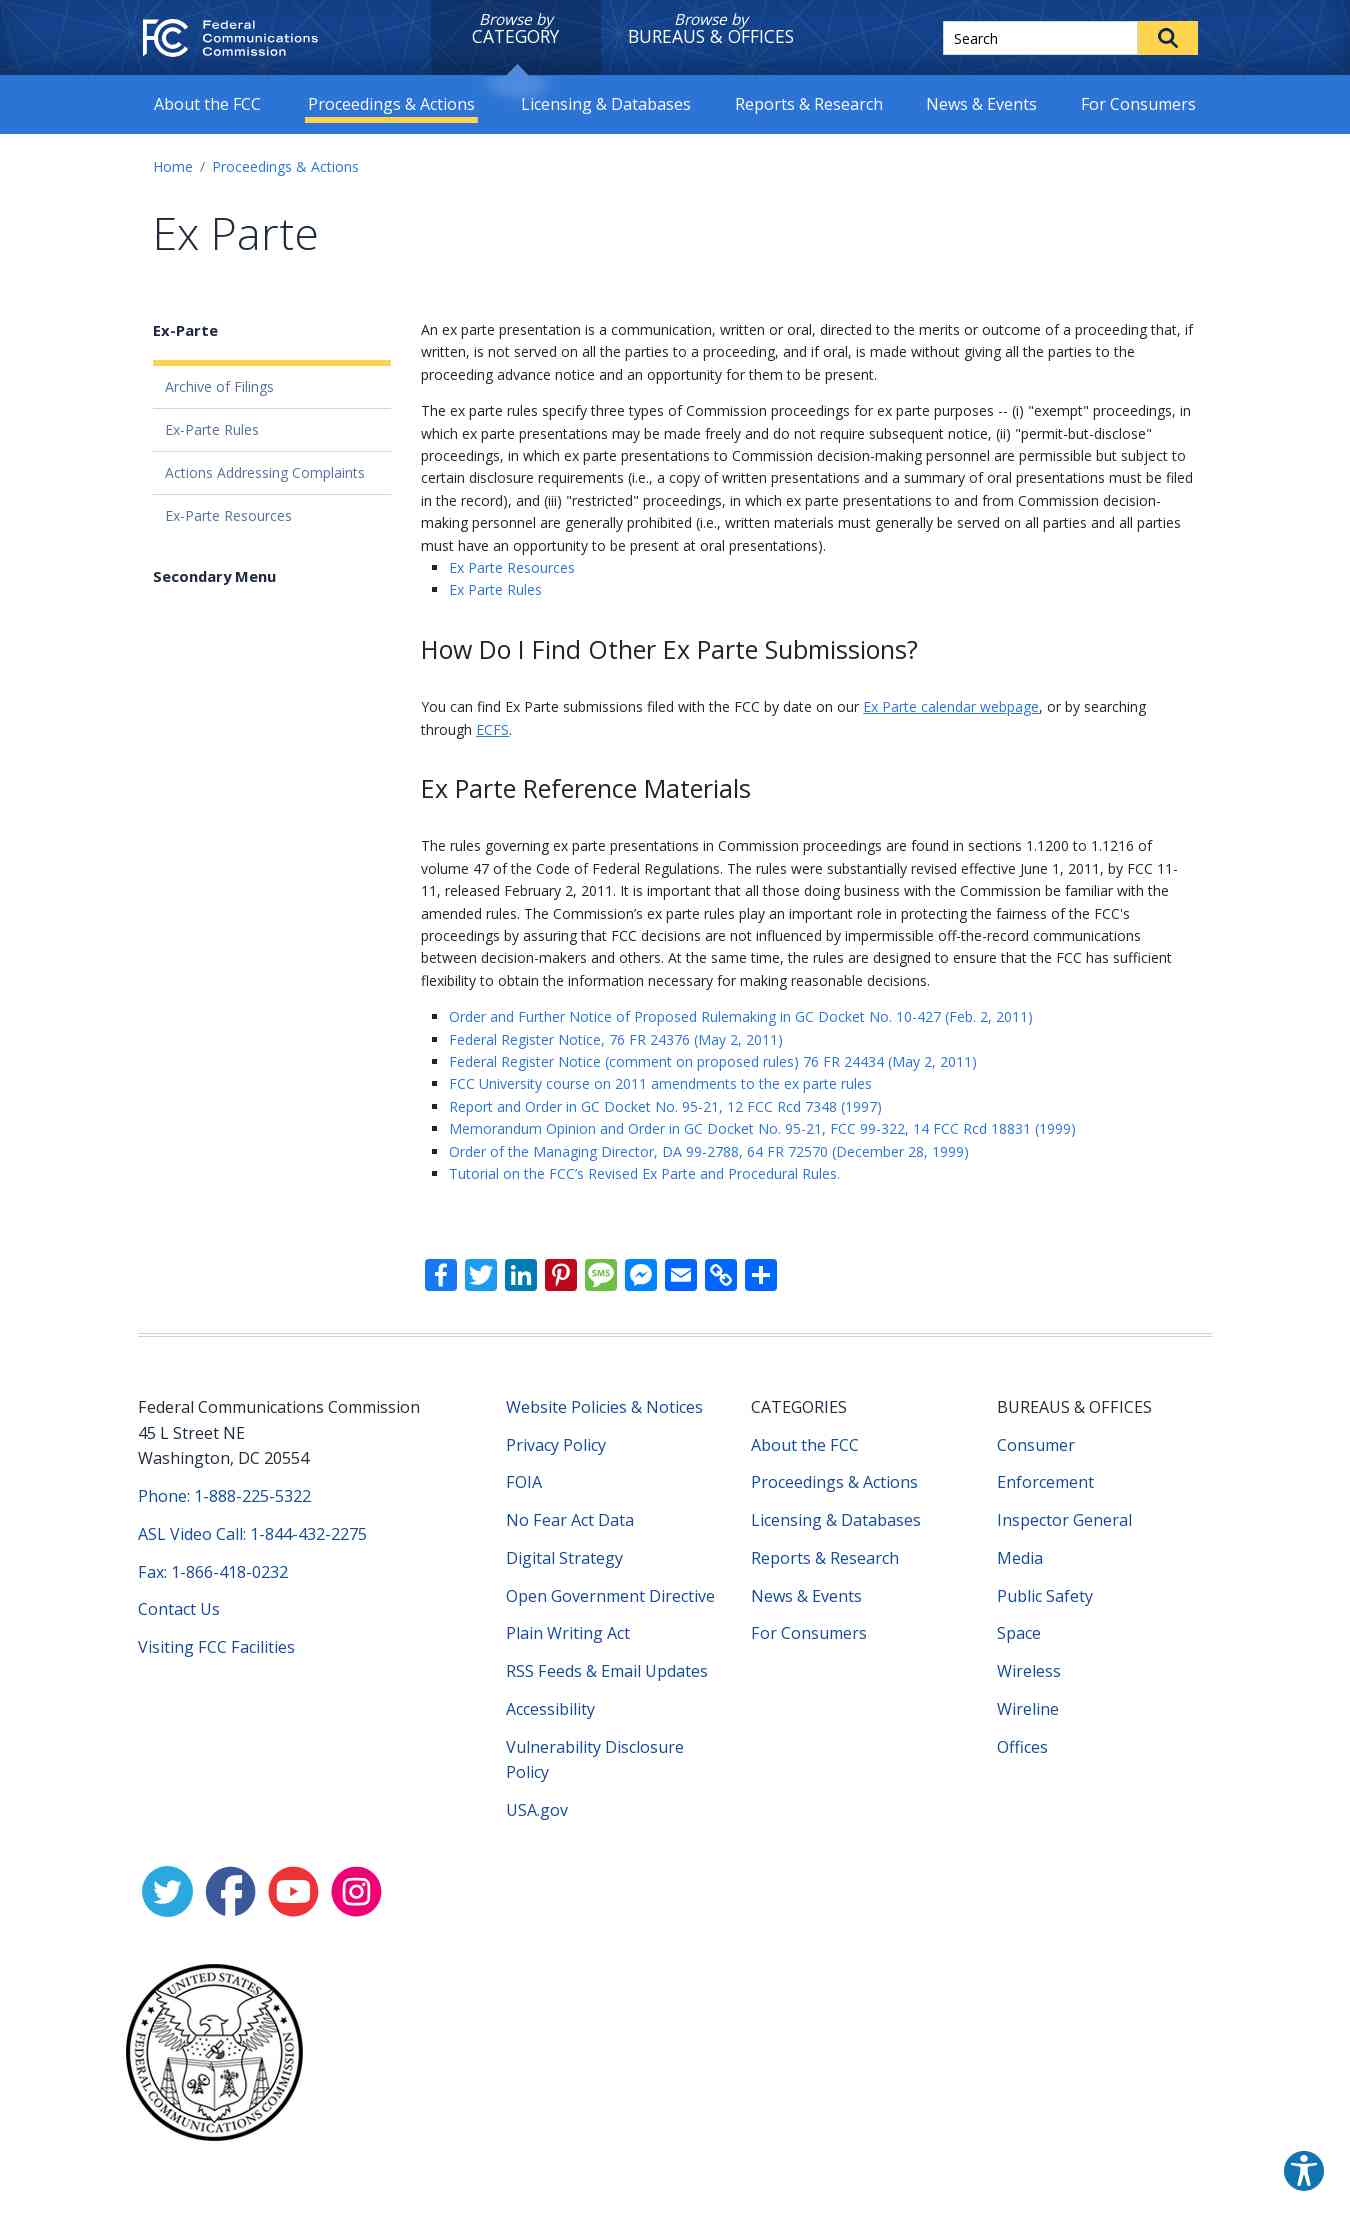 Federal
Communications
Commission
Browse by
CATEGORY
Browse by
BUREAUS & OFFICES
Search
About the FCC
Proceedings & Actions
Licensing & Databases
Reports & Research
News & Events
For Consumers
Home / Proceedings & Actions
Ex Parte
Ex-Parte
Archive of Filings
Ex-Parte Rules
Actions Addressing Complaints
Ex-Parte Resources
Secondary Menu
An ex parte presentation is a communication, written or oral, directed to the merits or outcome of a proceeding that, if
written, is not served on all the parties to a proceeding, and if oral, is made without giving all the parties to the
proceeding advance notice and an opportunity for them to be present.
The ex parte rules specify three types of Commission proceedings for ex parte purposes -- (i) "exempt" proceedings, in
which ex parte presentations may be made freely and do not require subsequent notice, (ii) "permit-but-disclose"
proceedings, in which ex parte presentations to Commission decision-making personnel are permissible but subject to
certain disclosure requirements (i.e., a copy of written presentations and a summary of oral presentations must be filed
in the record), and (iii) "restricted" proceedings, in which ex parte presentations to and from Commission decision-
making personnel are generally prohibited (i.e., written materials must generally be served on all parties and all parties
must have an opportunity to be present at oral presentations).
Ex Parte Resources
Ex Parte Rules
How Do I Find Other Ex Parte Submissions?
You can find Ex Parte submissions filed with the FCC by date on our Ex Parte calendar webpage, or by searching
through ECFS.
Ex Parte Reference Materials
The rules governing ex parte presentations in Commission proceedings are found in sections 1.1200 to 1.1216 of
volume 47 of the Code of Federal Regulations. The rules were substantially revised effective June 1, 2011, by FCC 11-
11, released February 2, 2011. It is important that all those doing business with the Commission be familiar with the
amended rules. The Commission’s ex parte rules play an important role in protecting the fairness of the FCC's
proceedings by assuring that FCC decisions are not influenced by impermissible off-the-record communications
between decision-makers and others. At the same time, the rules are designed to ensure that the FCC has sufficient
flexibility to obtain the information necessary for making reasonable decisions.
Order and Further Notice of Proposed Rulemaking in GC Docket No. 10-427 (Feb. 2, 2011)
Federal Register Notice, 76 FR 24376 (May 2, 2011)
Federal Register Notice (comment on proposed rules) 76 FR 24434 (May 2, 2011)
FCC University course on 2011 amendments to the ex parte rules
Report and Order in GC Docket No. 95-21, 12 FCC Rcd 7348 (1997)
Memorandum Opinion and Order in GC Docket No. 95-21, FCC 99-322, 14 FCC Rcd 18831 (1999)
Order of the Managing Director, DA 99-2788, 64 FR 72570 (December 28, 1999)
Tutorial on the FCC’s Revised Ex Parte and Procedural Rules.
SMS
Federal Communications Commission
45 L Street NE
Washington, DC 20554
Phone: 1-888-225-5322
ASL Video Call: 1-844-432-2275
Fax: 1-866-418-0232
Contact Us
Visiting FCC Facilities
Website Policies & Notices
Privacy Policy
FOIA
No Fear Act Data
Digital Strategy
Open Government Directive
Plain Writing Act
RSS Feeds & Email Updates
Accessibility
Vulnerability Disclosure
Policy
USA.gov
CATEGORIES
About the FCC
Proceedings & Actions
Licensing & Databases
Reports & Research
News & Events
For Consumers
BUREAUS & OFFICES
Consumer
Enforcement
Inspector General
Media
Public Safety
Space
Wireless
Wireline
Offices
UNITED STATES
FEDERAL COMMUNICATIONS COMMISSION